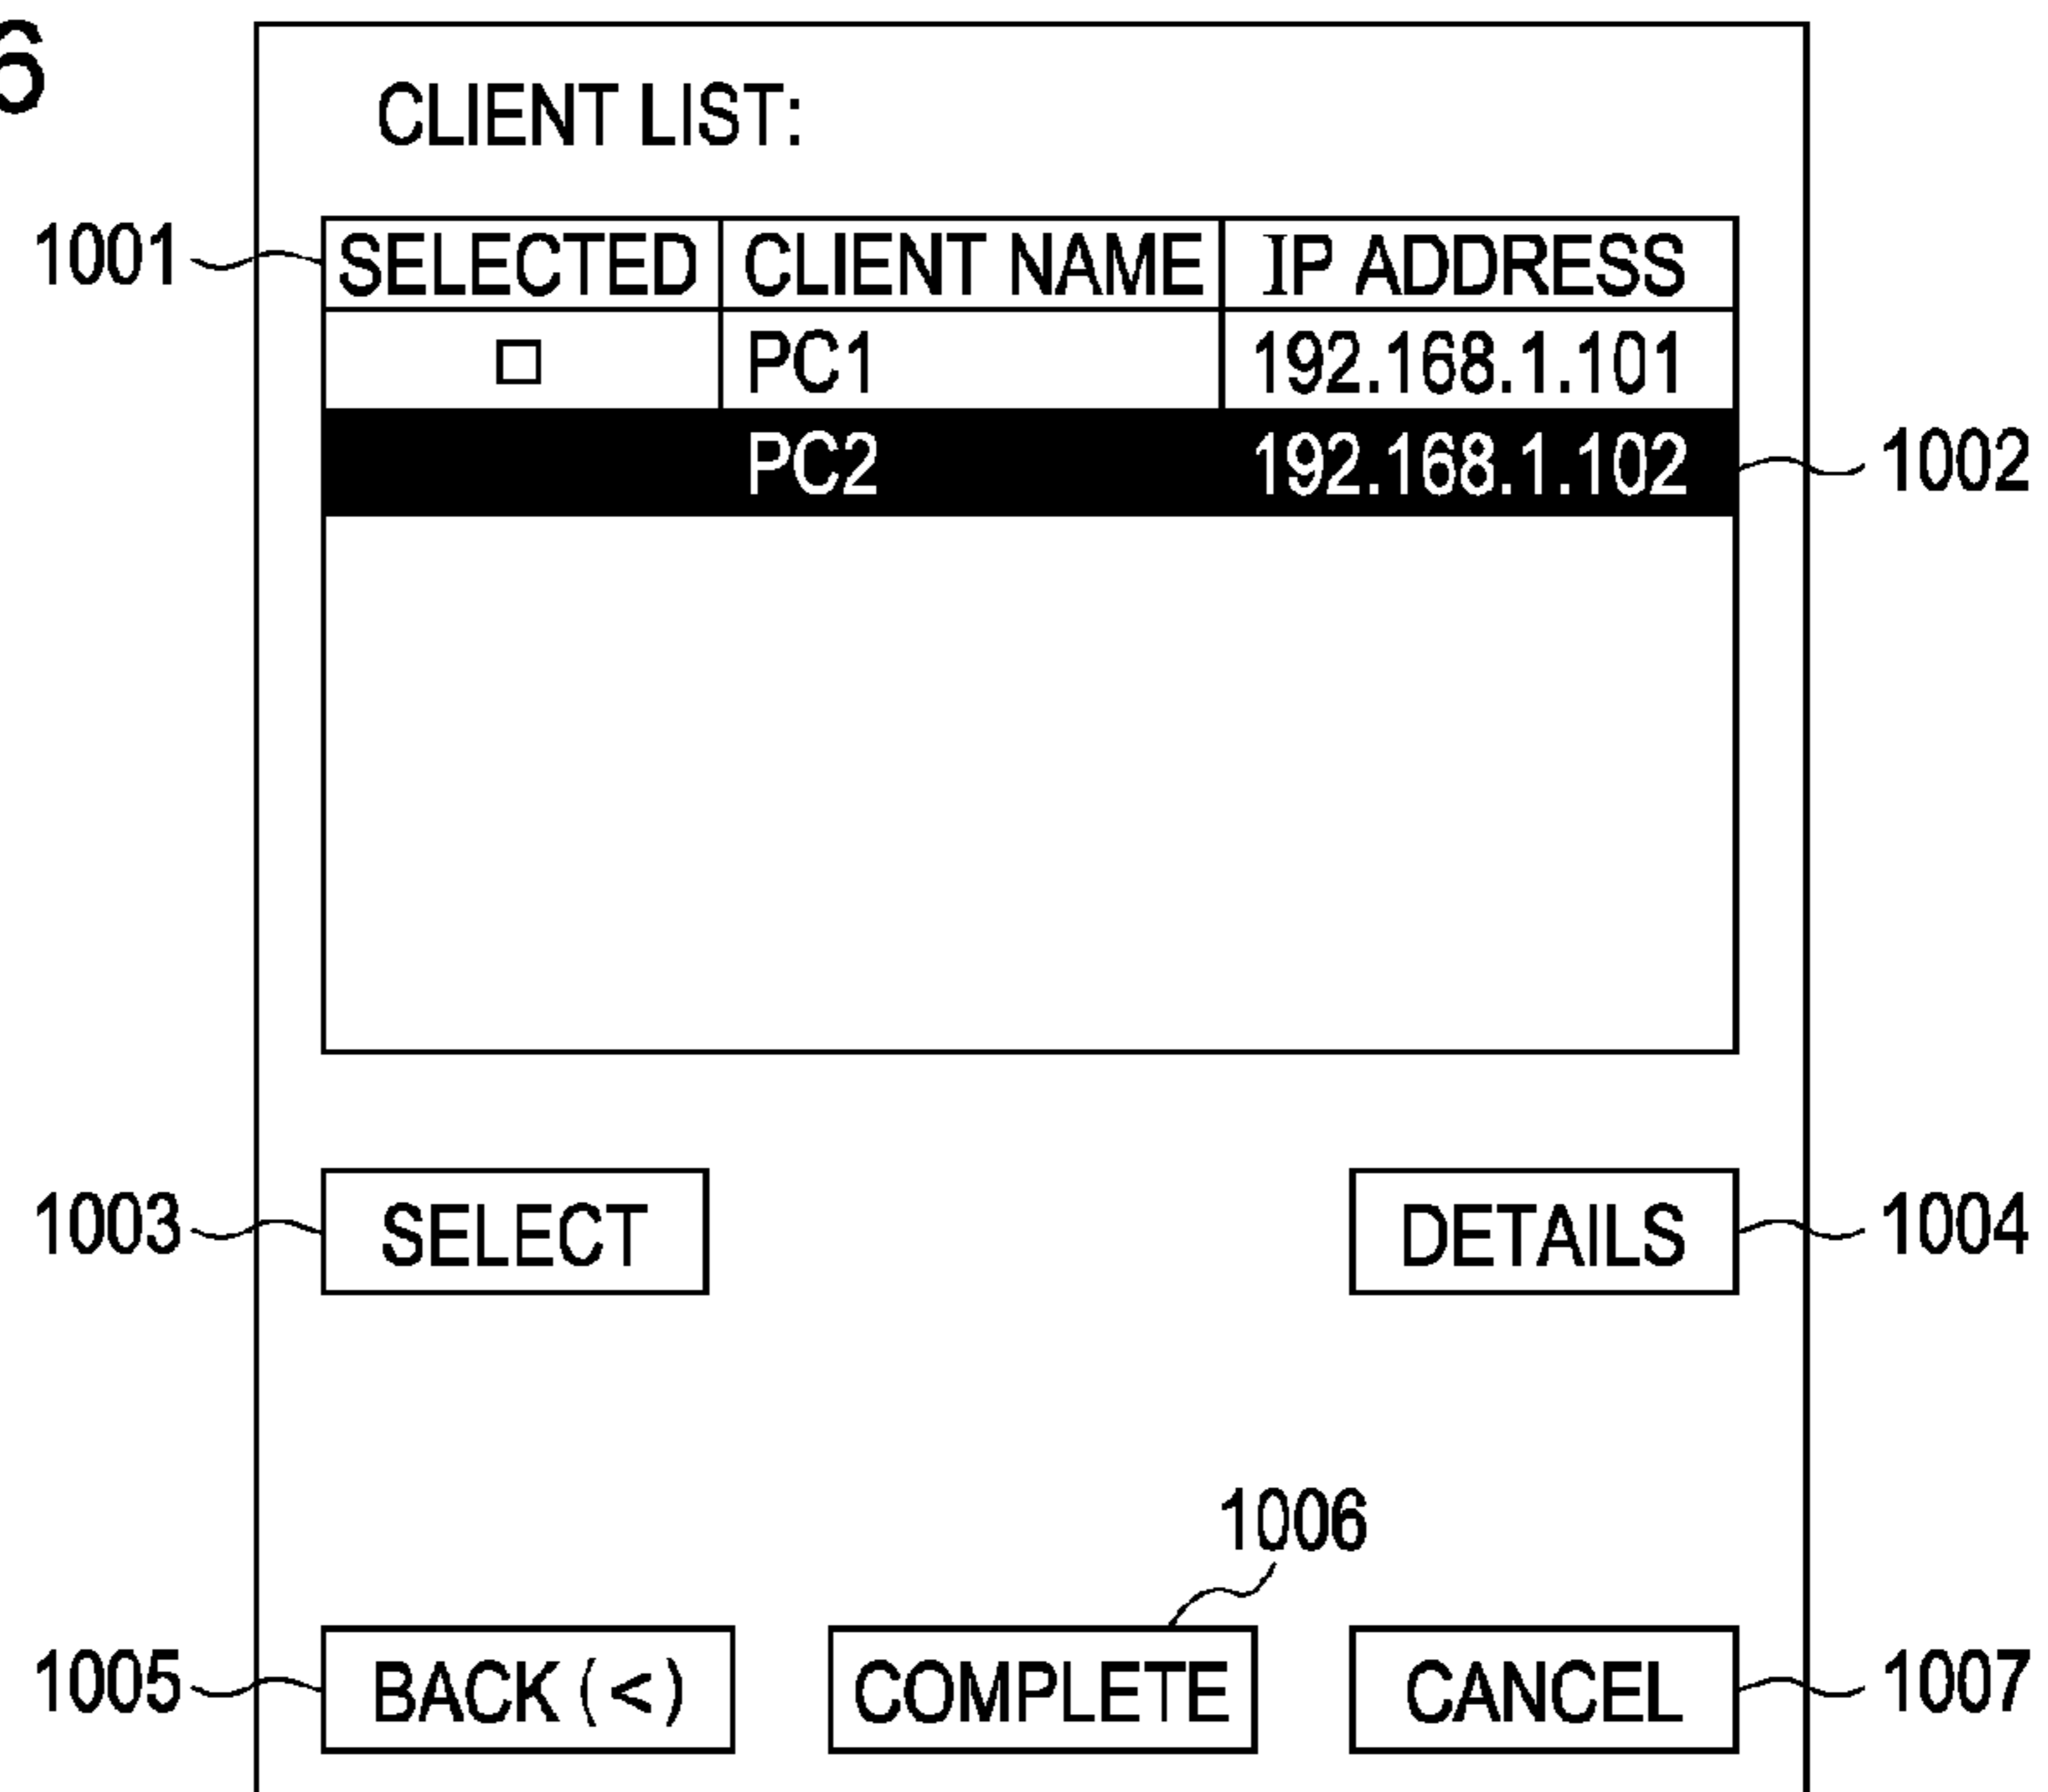 6
CLIENT LIST:
1001 SELECTED CLIENT NAME IP ADDRESS
PC1 192.168.1.101
PC2 192.168.1.102 1002
1003 SELECT DETAILS 1004
1006
1005 BACK (<) COMPLETE CANCEL 1007